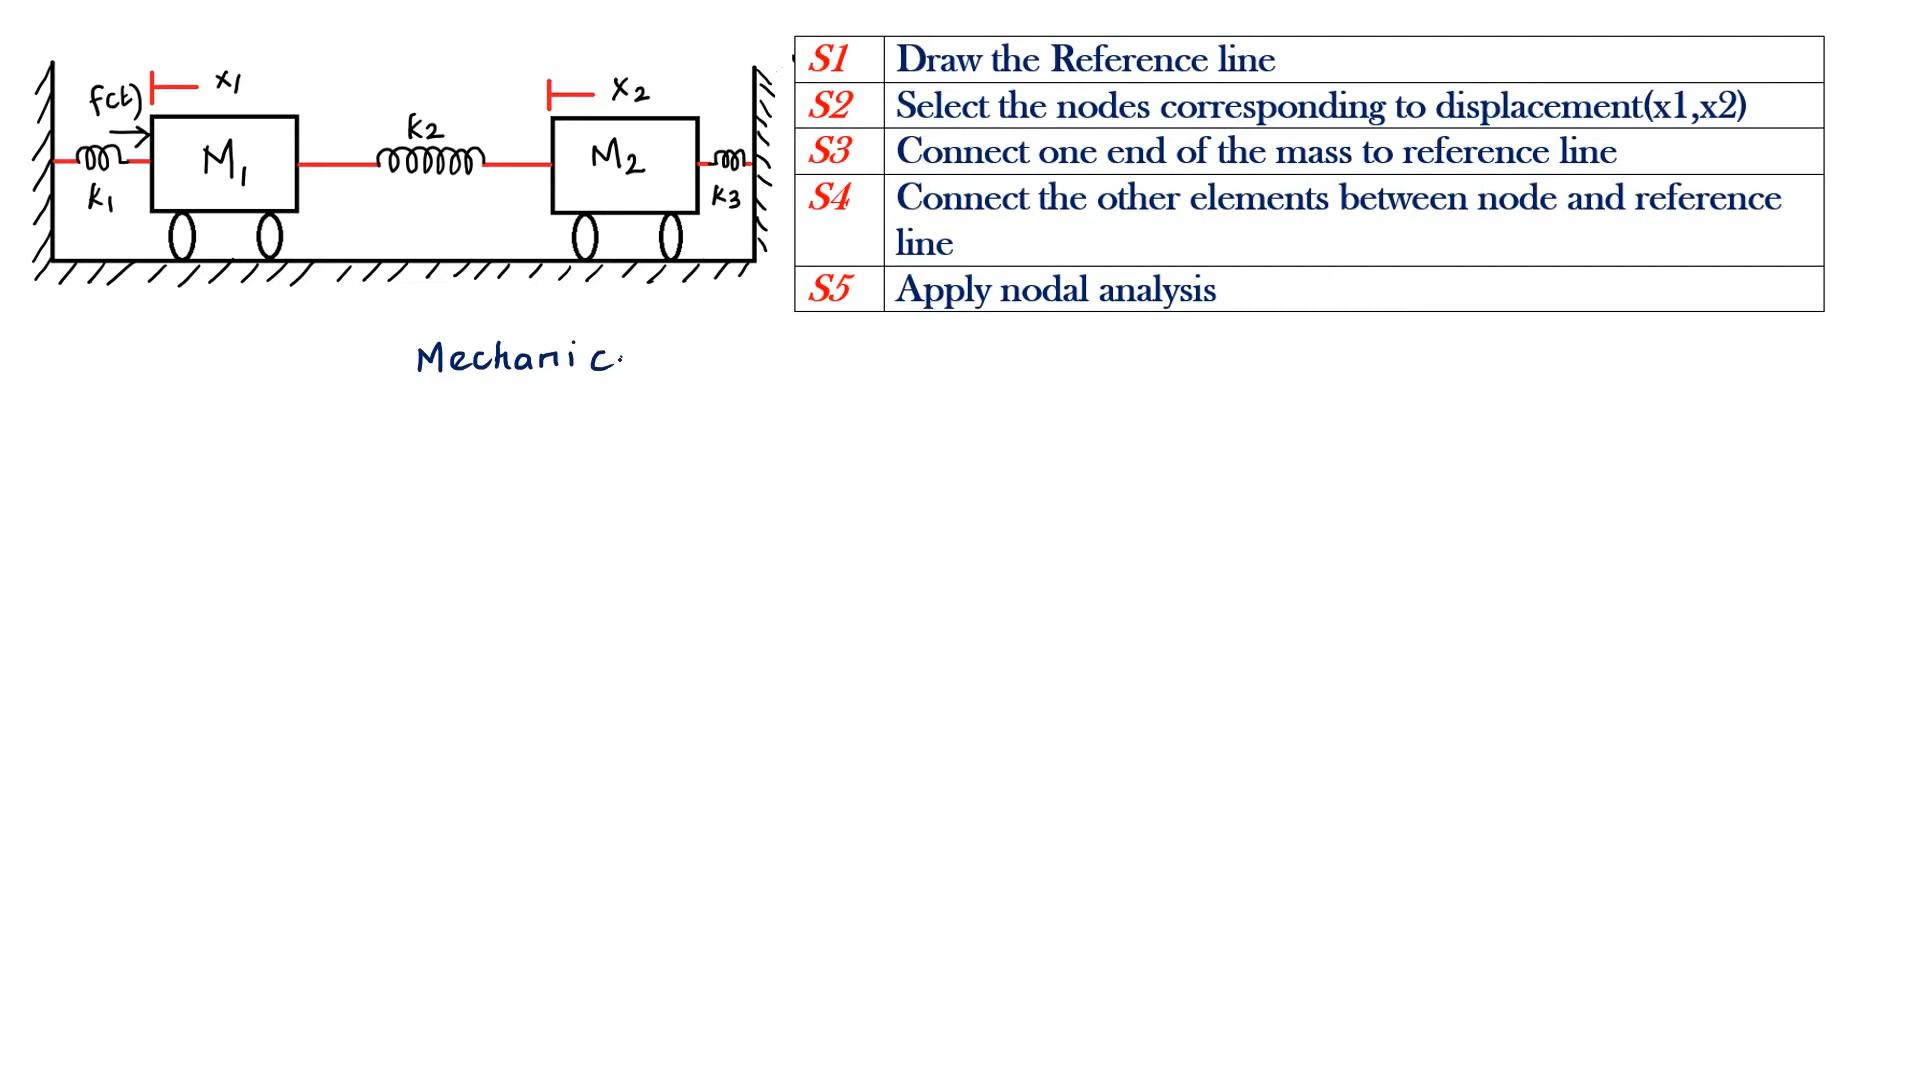 f(t)
x1
x2
K2
M1
M2
K1
K3
S1 Draw the Reference line
S2 Select the nodes corresponding to displacement(x1,x2)
S3 Connect one end of the mass to reference line
S4 Connect the other elements between node and reference
line
S5 Apply nodal analysis
Mechanic